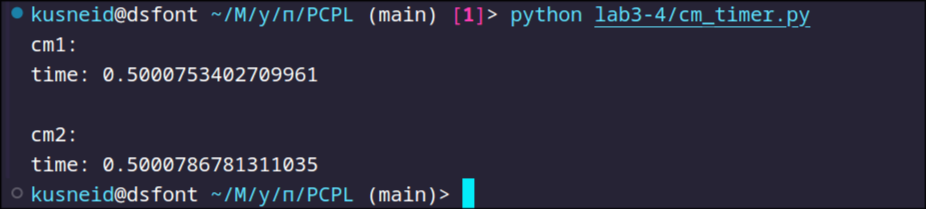 kusneid@dsfont ~/M/y/п/PCPL (main) [1]> python lab3-4/cm_timer.py
cm1:
time: 0.5000753402709961
cm2:
time: 0.5000786781311035
kusneid@dsfont ~/M/y/п/PCPL (main)>